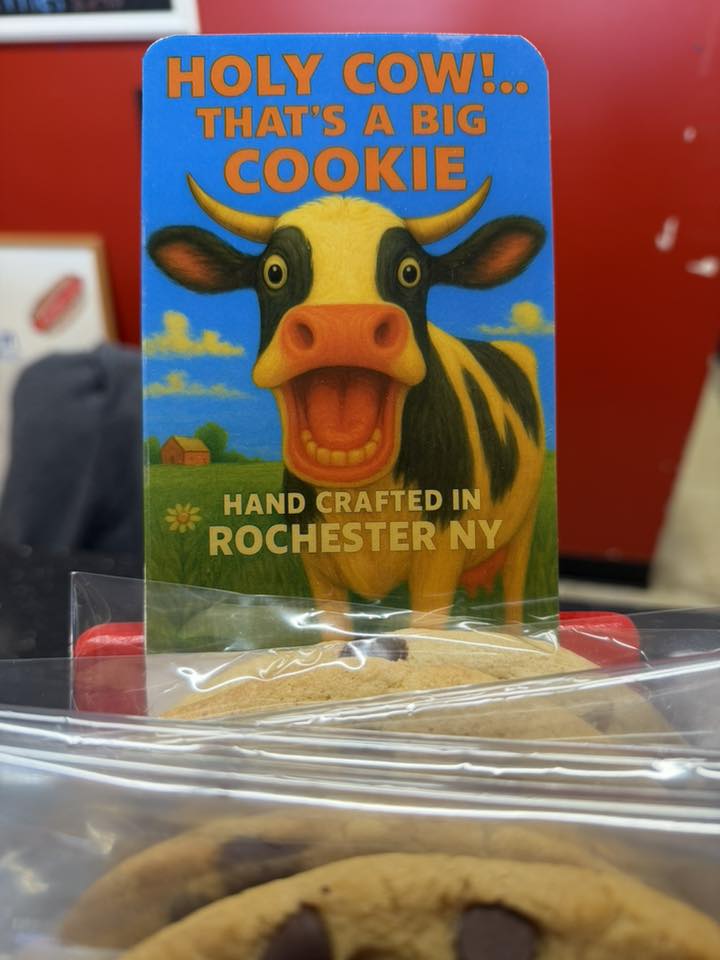 HOLY COW!..
THAT'S A BIG
COOKIE
HAND CRAFTED IN
ROCHESTER NY